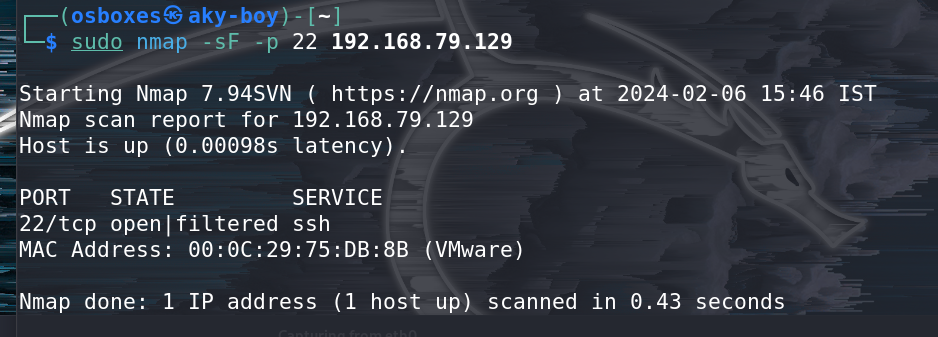 ┌──(osboxes㉿aky-boy)-[~]
└─$ sudo nmap -sF -p 22 192.168.79.129
Starting Nmap 7.94SVN ( https://nmap.org ) at 2024-02-06 15:46 IST
Nmap scan report for 192.168.79.129
Host is up (0.00098s latency).
PORT   STATE         SERVICE
22/tcp open|filtered ssh
MAC Address: 00:0C:29:75:DB:8B (VMware)
Nmap done: 1 IP address (1 host up) scanned in 0.43 seconds
Capturing from eth0